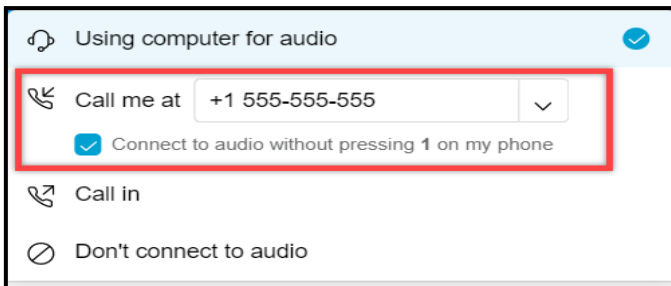 Using computer for audio
Call me at +1 555-555-555
Connect to audio without pressing 1 on my phone
Call in
Don't connect to audio